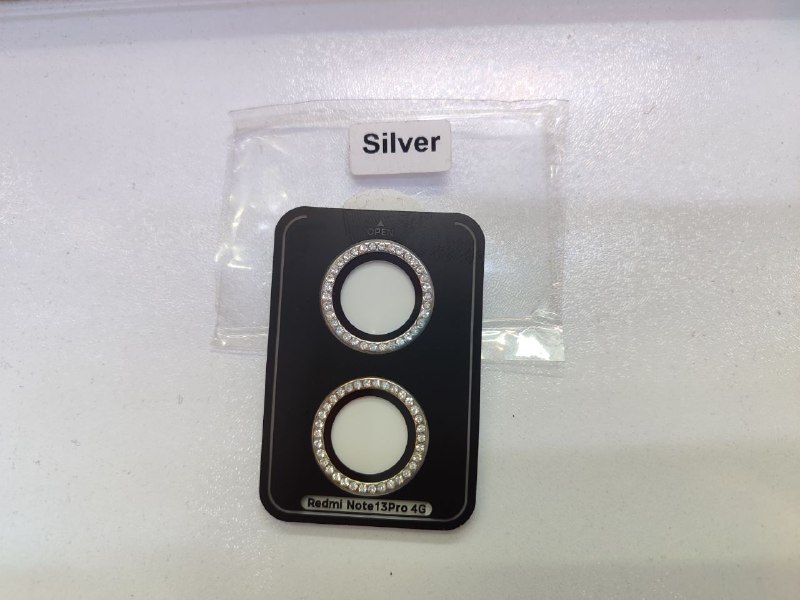 Silver
OPEN
Redmi Note13Pro 4G